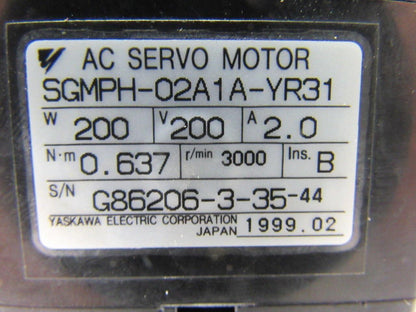 AC SERVO MOTOR
SGMPH-02A1A-YR31
W 200 V 200 A 2.0
N·m 0.637 r/min 3000 Ins. B
S/N G86206-3-35-44
YASKAWA ELECTRIC CORPORATION
JAPAN 1999.02